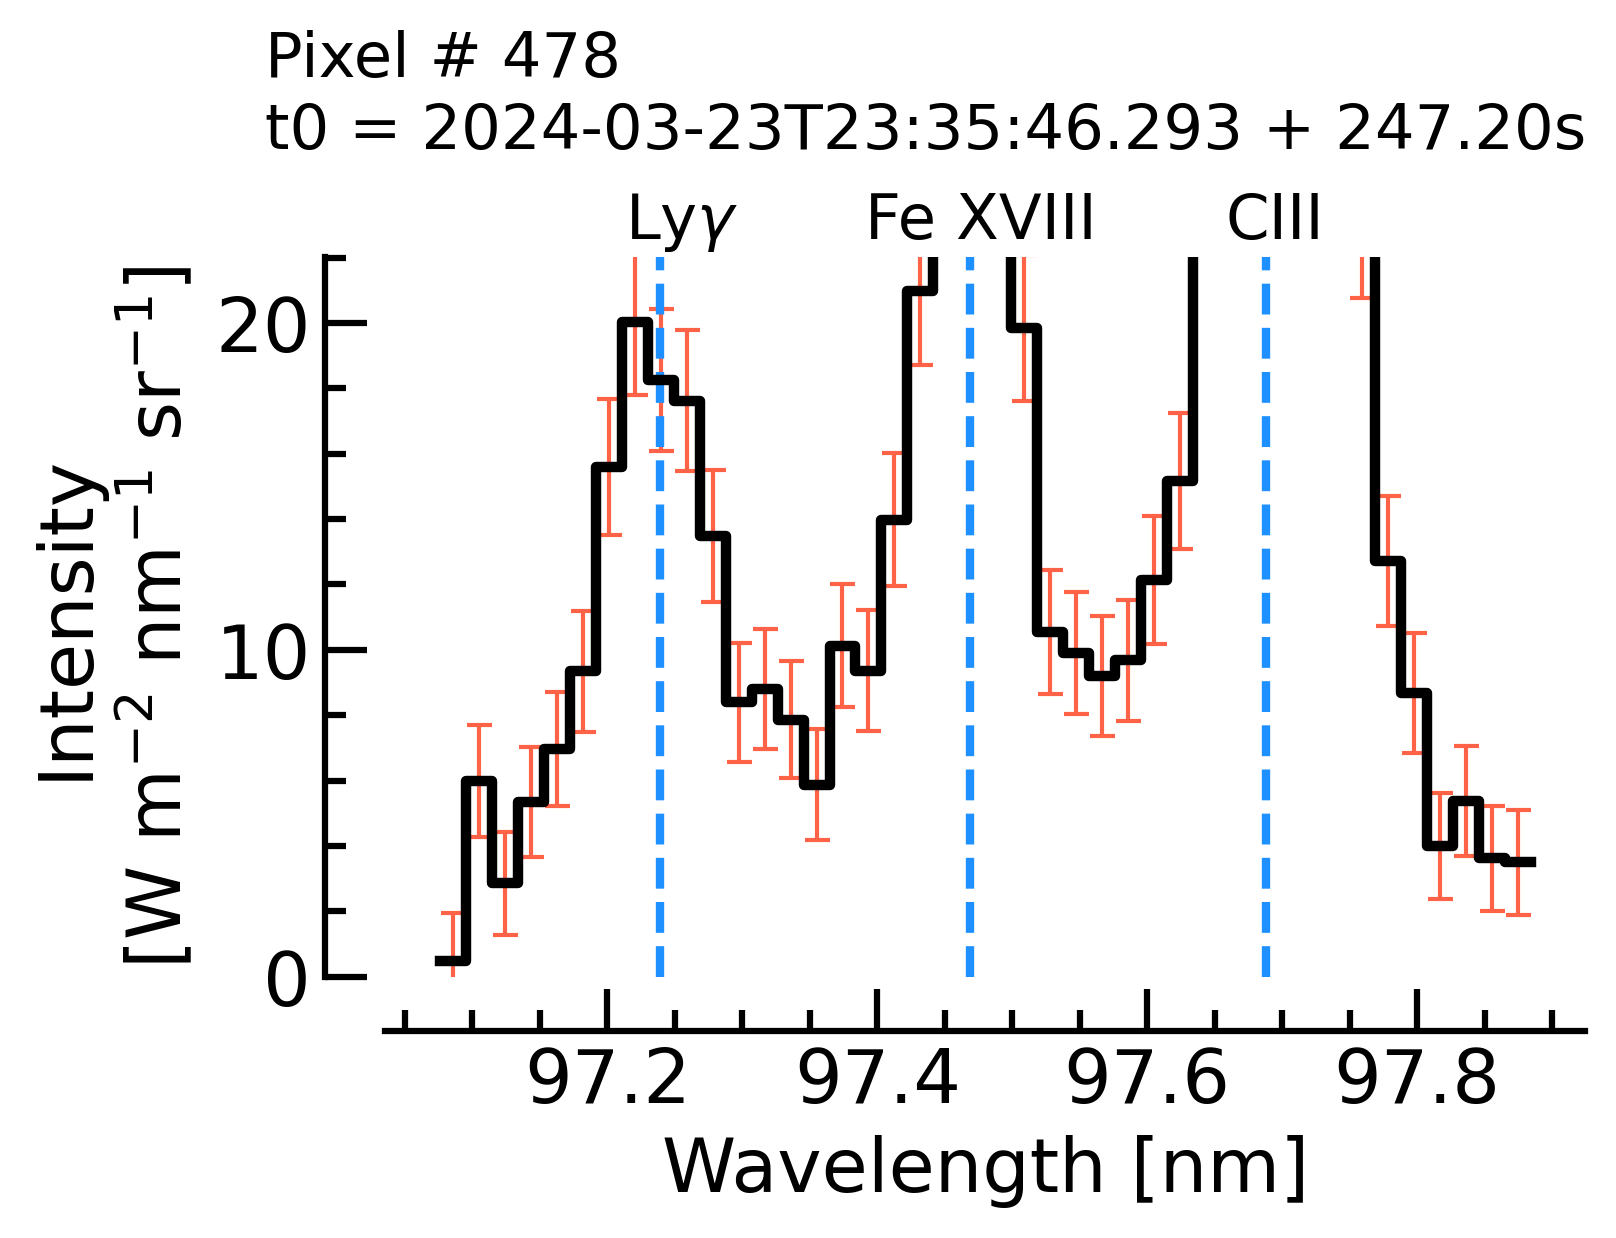 Pixel # 478
t0 = 2024-03-23T23:35:46.293 + 247.20s
Lyγ Fe XVIII CIII
Intensity
[W m⁻² nm⁻¹ sr⁻¹]
20
10
0
97.2 97.4 97.6 97.8
Wavelength [nm]